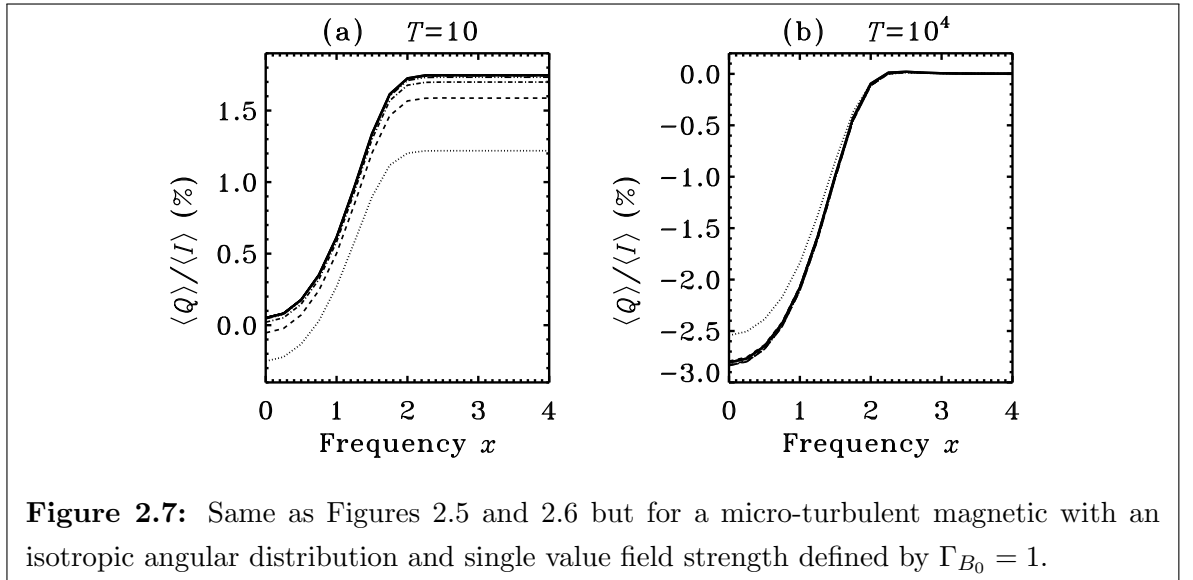 (a) T=10
(b) T=10⁴
1.5
1.0
0.5
0.0
⟨Q⟩/⟨I⟩ (%)
0 1 2 3 4
Frequency x
0.0
−0.5
−1.0
−1.5
−2.0
−2.5
−3.0
⟨Q⟩/⟨I⟩ (%)
0 1 2 3 4
Frequency x
Figure 2.7: Same as Figures 2.5 and 2.6 but for a micro-turbulent magnetic with an
isotropic angular distribution and single value field strength defined by Γ_{B₀} = 1.